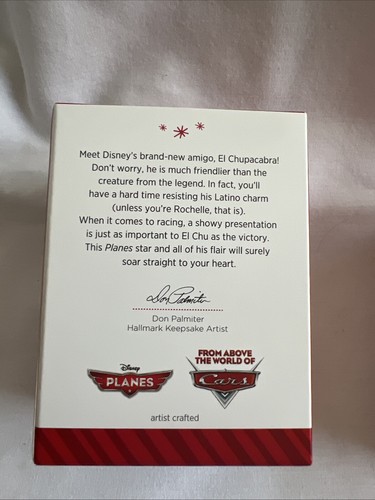 Meet Disney's brand-new amigo, El Chupacabra!
Don't worry, he is much friendlier than the
creature from the legend. In fact, you'll
have a hard time resisting his Latino charm
(unless you're Rochelle, that is).
When it comes to racing, a showy presentation
is just as important to El Chu as the victory.
This Planes star and all of his flair will surely
soar straight to your heart.
Don Palmiter
Don Palmiter
Hallmark Keepsake Artist
Disney
PLANES
FROM ABOVE
THE WORLD OF
Cars
artist crafted